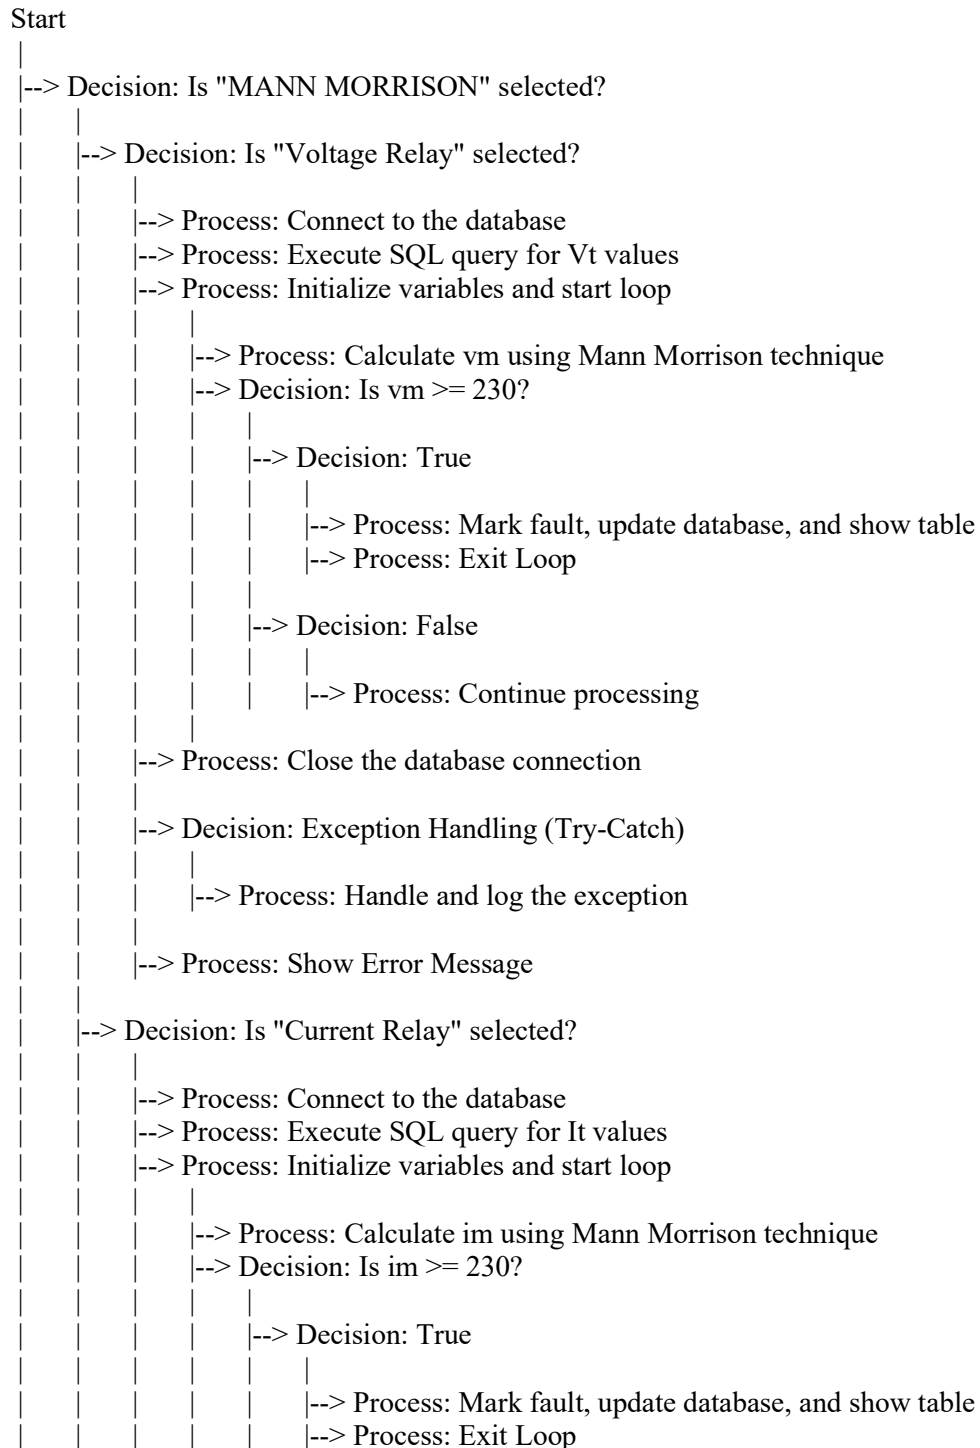 Start
|
|--> Decision: Is "MANN MORRISON" selected?
| |
| |--> Decision: Is "Voltage Relay" selected?
| | |
| | |--> Process: Connect to the database
| | |--> Process: Execute SQL query for Vt values
| | |--> Process: Initialize variables and start loop
| | | |
| | | |--> Process: Calculate vm using Mann Morrison technique
| | | |--> Decision: Is vm >= 230?
| | | | |
| | | | |--> Decision: True
| | | | | |
| | | | | |--> Process: Mark fault, update database, and show table
| | | | | |--> Process: Exit Loop
| | | | |
| | | | |--> Decision: False
| | | | | |
| | | | | |--> Process: Continue processing
| | | |
| | |--> Process: Close the database connection
| | |
| | |--> Decision: Exception Handling (Try-Catch)
| | | |
| | | |--> Process: Handle and log the exception
| | |
| | |--> Process: Show Error Message
| |
| |--> Decision: Is "Current Relay" selected?
| | |
| | |--> Process: Connect to the database
| | |--> Process: Execute SQL query for It values
| | |--> Process: Initialize variables and start loop
| | | |
| | | |--> Process: Calculate im using Mann Morrison technique
| | | |--> Decision: Is im >= 230?
| | | | |
| | | | |--> Decision: True
| | | | | |
| | | | | |--> Process: Mark fault, update database, and show table
| | | | | |--> Process: Exit Loop